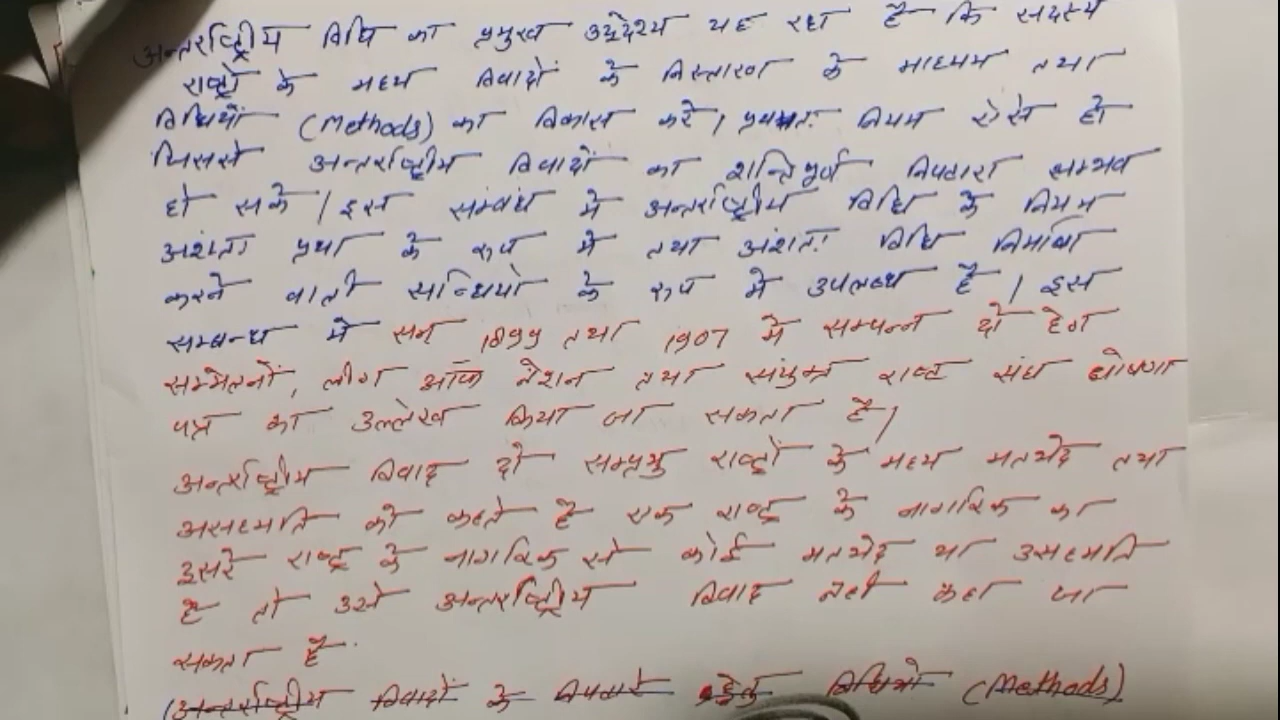 अन्तर्राष्ट्रीय विधि का प्रमुख उद्देश्य यह रहा है कि सदस्य
राष्ट्रो के मध्य विवादों के निस्तारण के माध्यम तथा
विधियों (Methods) का विकास करे। प्रथमतः नियम ऐसे हो
जिससे अन्तर्राष्ट्रीय विवादों का शान्तिपूर्ण निपटारा सम्भव
हो सके। इस सम्बंध में अन्तर्राष्ट्रीय विधि के नियम
अंशतः प्रथा के रूप में तथा अंशतः विधि निर्माण
करने वाली सन्धियो के रूप में उपलब्ध है। इस
सम्बन्ध में सन् 1899 तथा 1907 में सम्पन्न दो हेग
सम्मेलनों, लीग ऑफ नेशन तथा संयुक्त राष्ट्र संघ घोषणा
पत्र का उल्लेख किया जा सकता है।
अन्तर्राष्ट्रीय विवाद दो सम्प्रभु राष्ट्रों के मध्य मतभेद तथा
असहमति को कहते है एक राष्ट्र के नागरिक का
दूसरे राष्ट्र के नागरिक से कोई मतभेद या असहमति
है तो उसे अन्तर्राष्ट्रीय विवाद नही कहा जा
सकता है
(अन्तर्राष्ट्रीय विवादों के निपटारे हेतु विधियो (Methods)